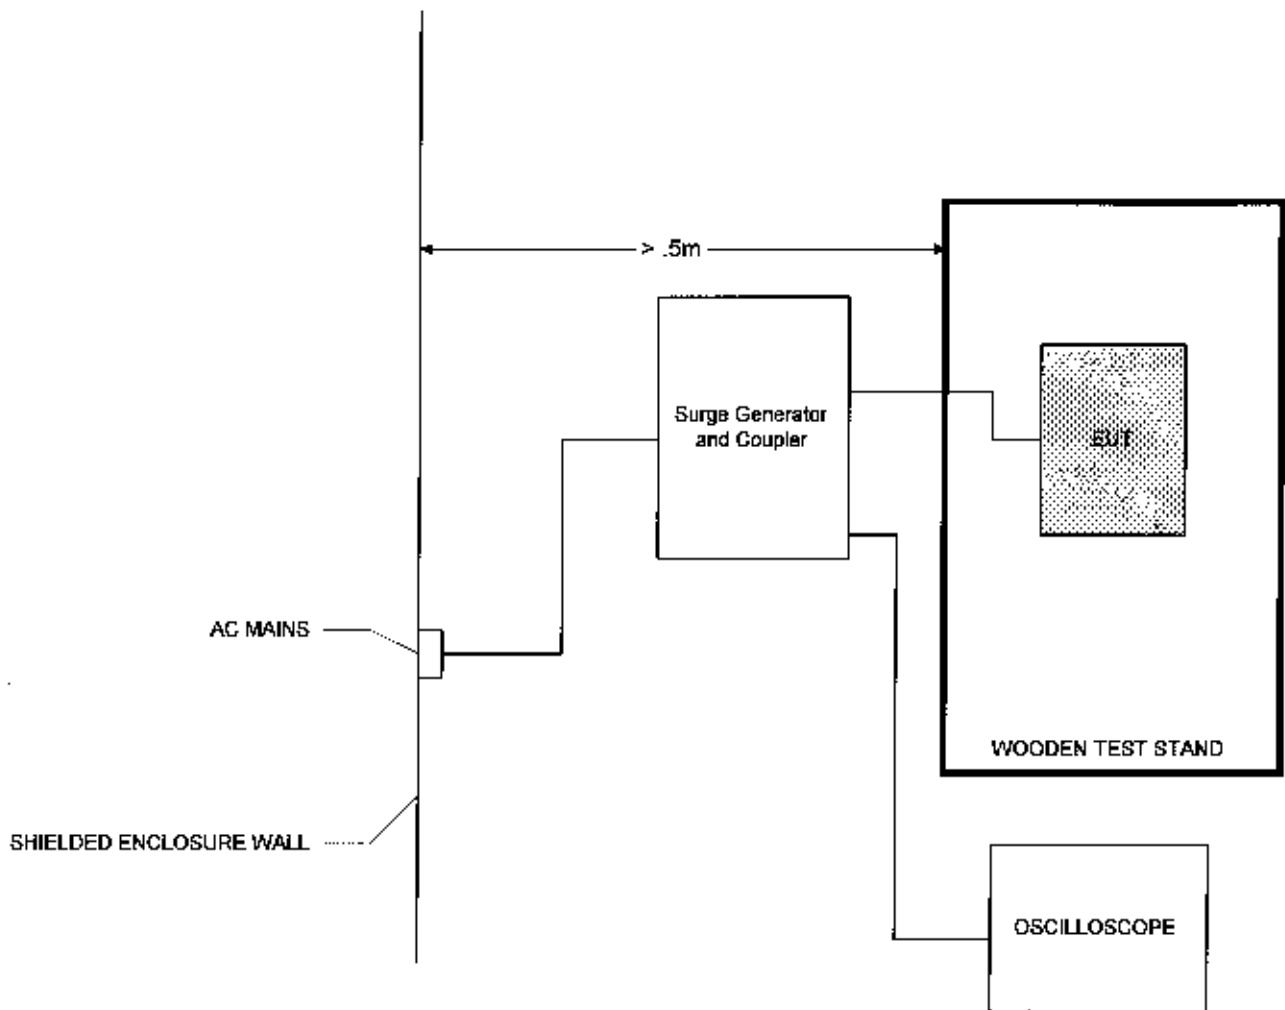 > .5m
Surge Generator
and Coupler
EUT
AC MAINS
WOODEN TEST STAND
SHIELDED ENCLOSURE WALL
OSCILLOSCOPE